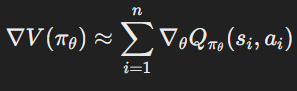 ∇V(π_θ) ≈ ∑_{i=1}^{n} ∇_θ Q_{π_θ}(s_i, a_i)